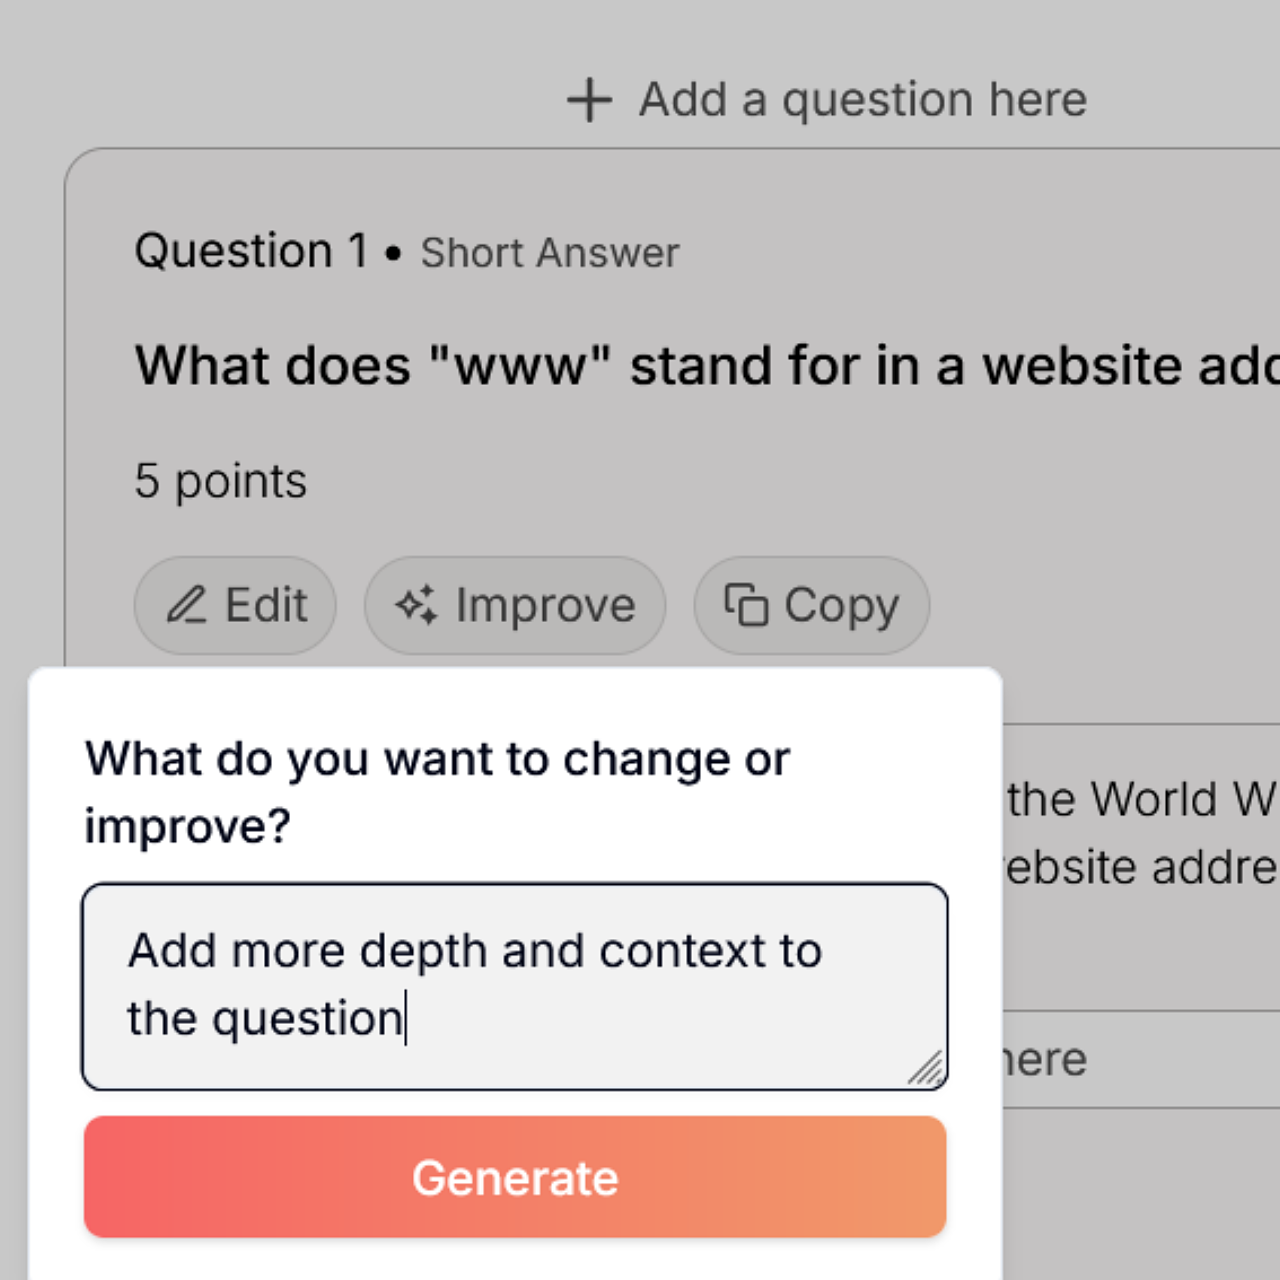 Add a question here
Question 1 • Short Answer
What does "www" stand for in a website
5 points
Edit Improve Copy
the World
addre
What do you want to change or
improve?
Add more depth and context to
the question
here
Generate